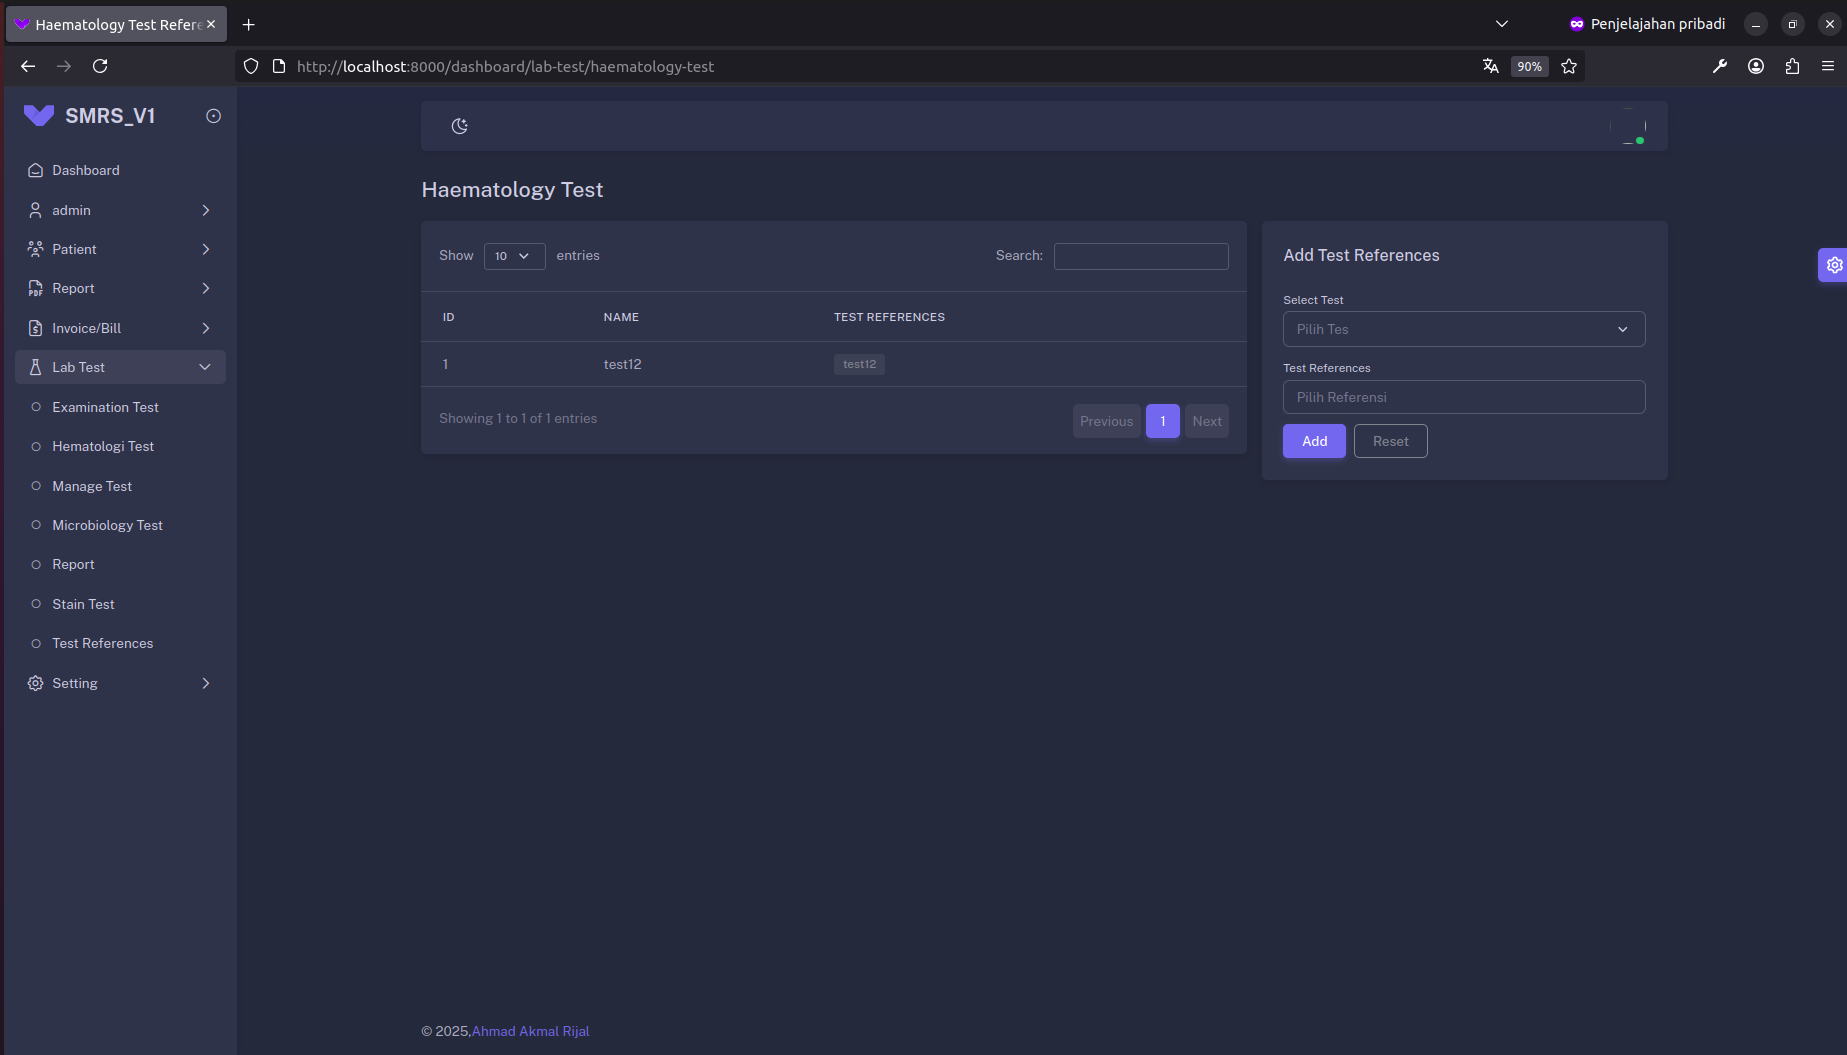 Haematology Test Refere
Penjelajahan pribadi
http://localhost:8000/dashboard/lab-test/haematology-test
90%
SMRS_V1
Dashboard
admin
Patient
Report
Invoice/Bill
Lab Test
Examination Test
Hematologi Test
Manage Test
Microbiology Test
Report
Stain Test
Test References
Setting
Haematology Test
Show 10 entries
Search:
ID NAME TEST REFERENCES
1 test12 test12
Showing 1 to 1 of 1 entries
Previous 1 Next
Add Test References
Select Test
Pilih Tes
Test References
Pilih Referensi
Add Reset
© 2025,Ahmad Akmal Rijal